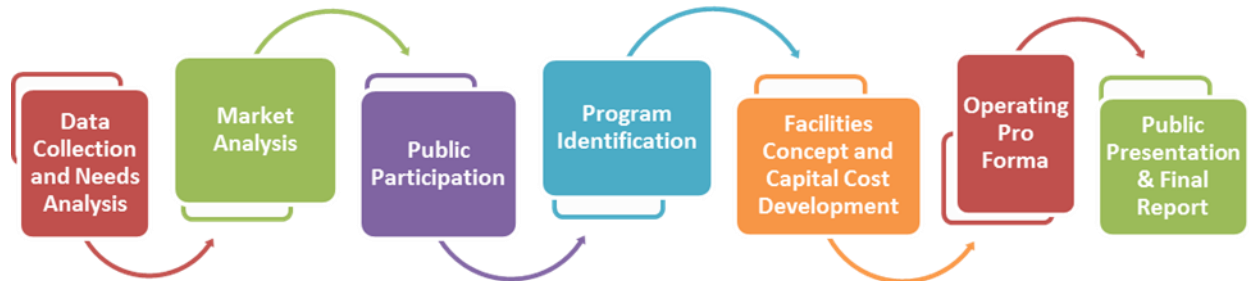 Data
Collection
and Needs
Analysis
Market
Analysis
Public
Participation
Program
Identification
Facilities
Concept and
Capital Cost
Development
Operating
Pro
Forma
Public
Presentation
& Final
Report